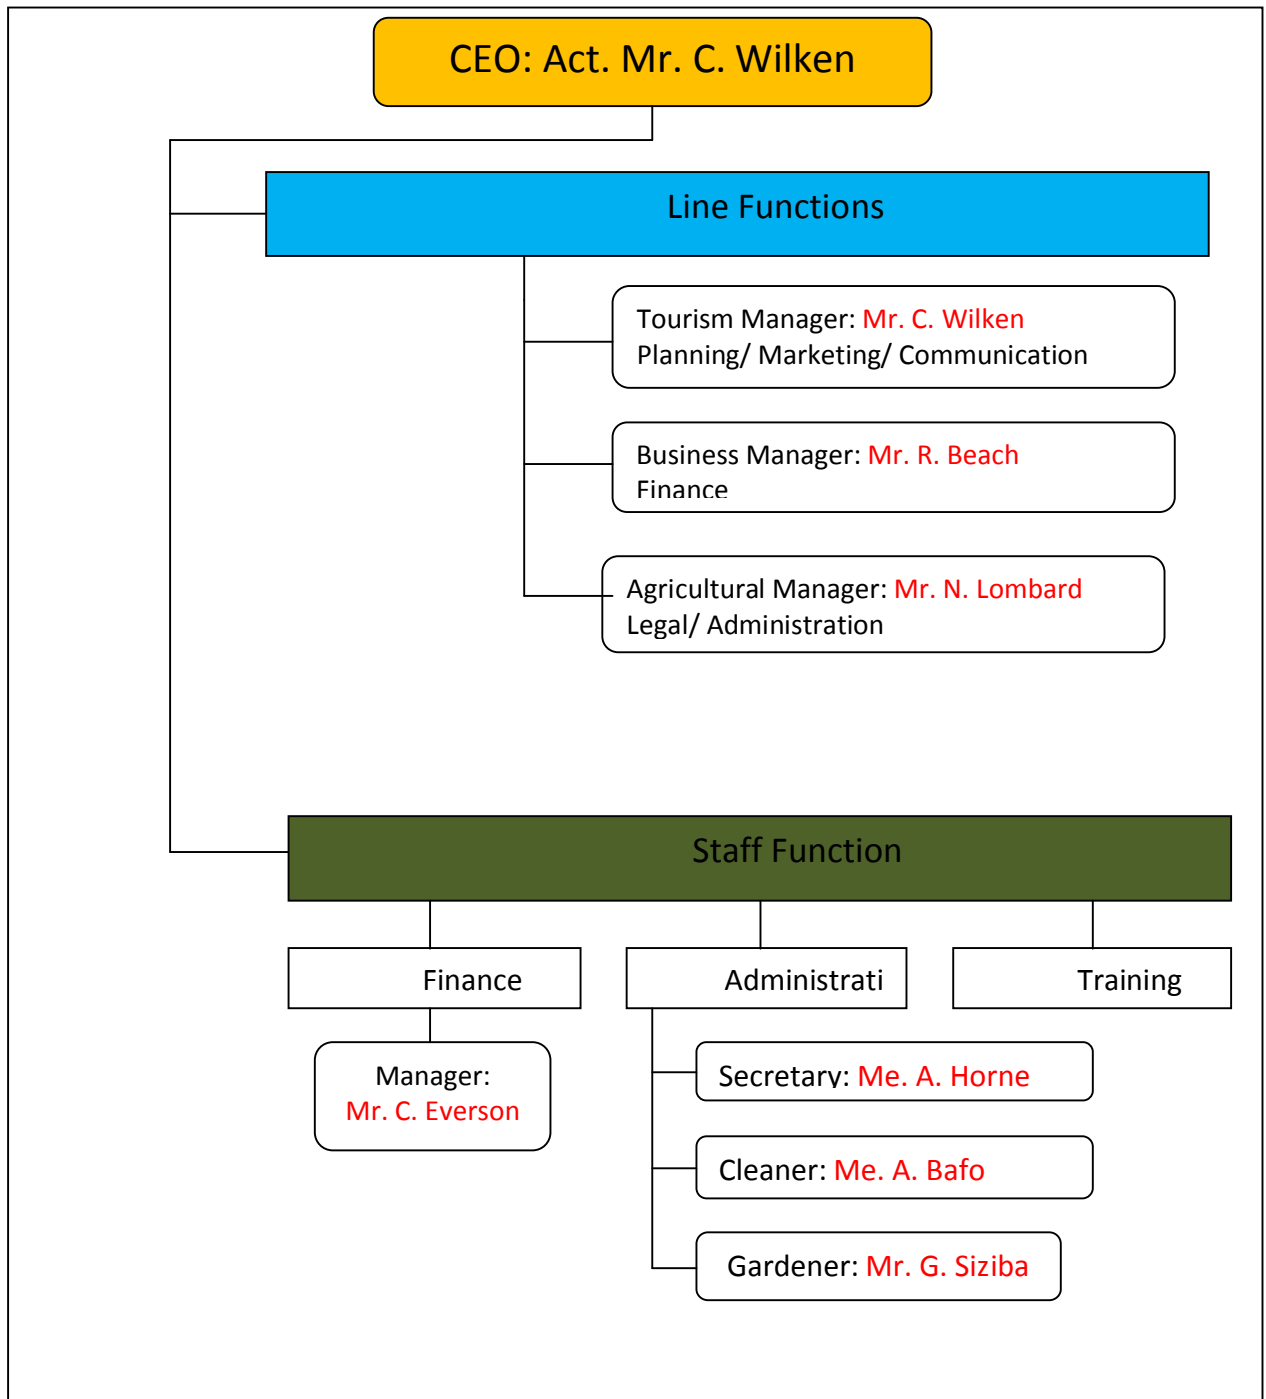 CEO: Act. Mr. C. Wilken
Line Functions
Tourism Manager: Mr. C. Wilken
Planning/ Marketing/ Communication
Business Manager: Mr. R. Beach
Finance
Agricultural Manager: Mr. N. Lombard
Legal/ Administration
Staff Function
Finance
Administrati
Training
Manager:
Mr. C. Everson
Secretary: Me. A. Horne
Cleaner: Me. A. Bafo
Gardener: Mr. G. Siziba